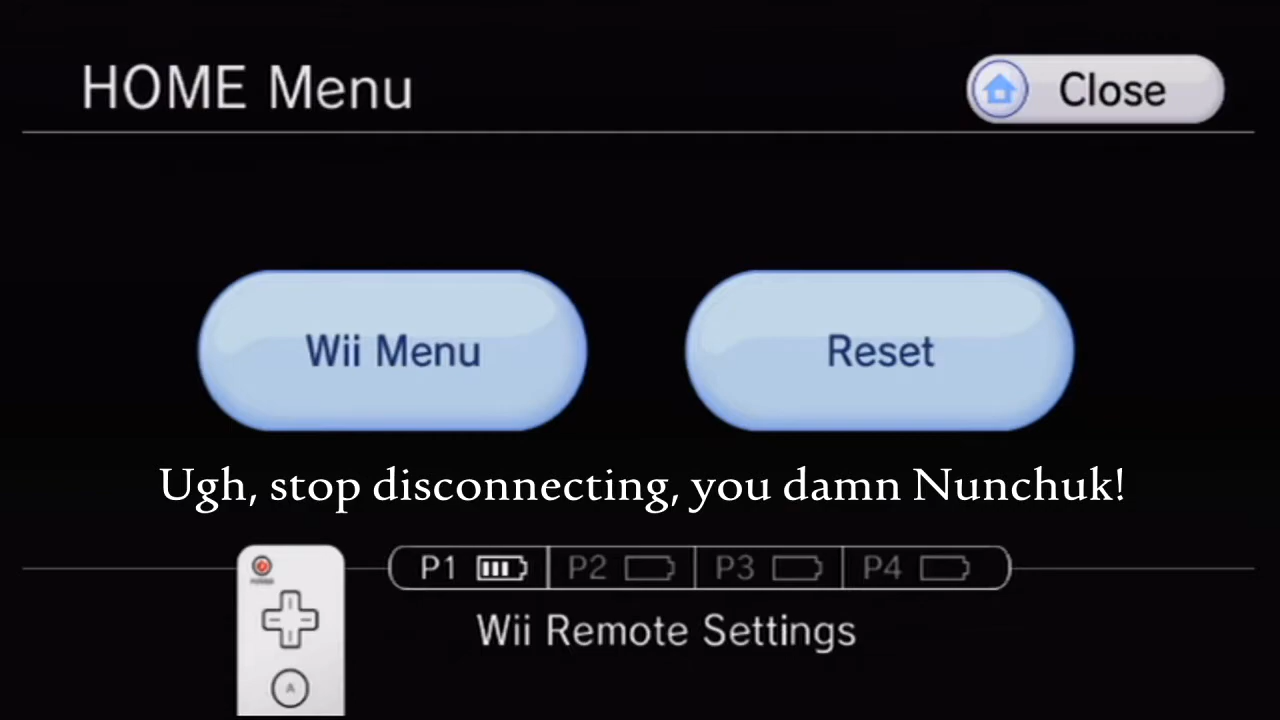 HOME Menu
Close
Wii Menu
Reset
Ugh, stop disconnecting, you damn Nunchuk!
P1 P2 P3 P4
POWER
A
Wii Remote Settings